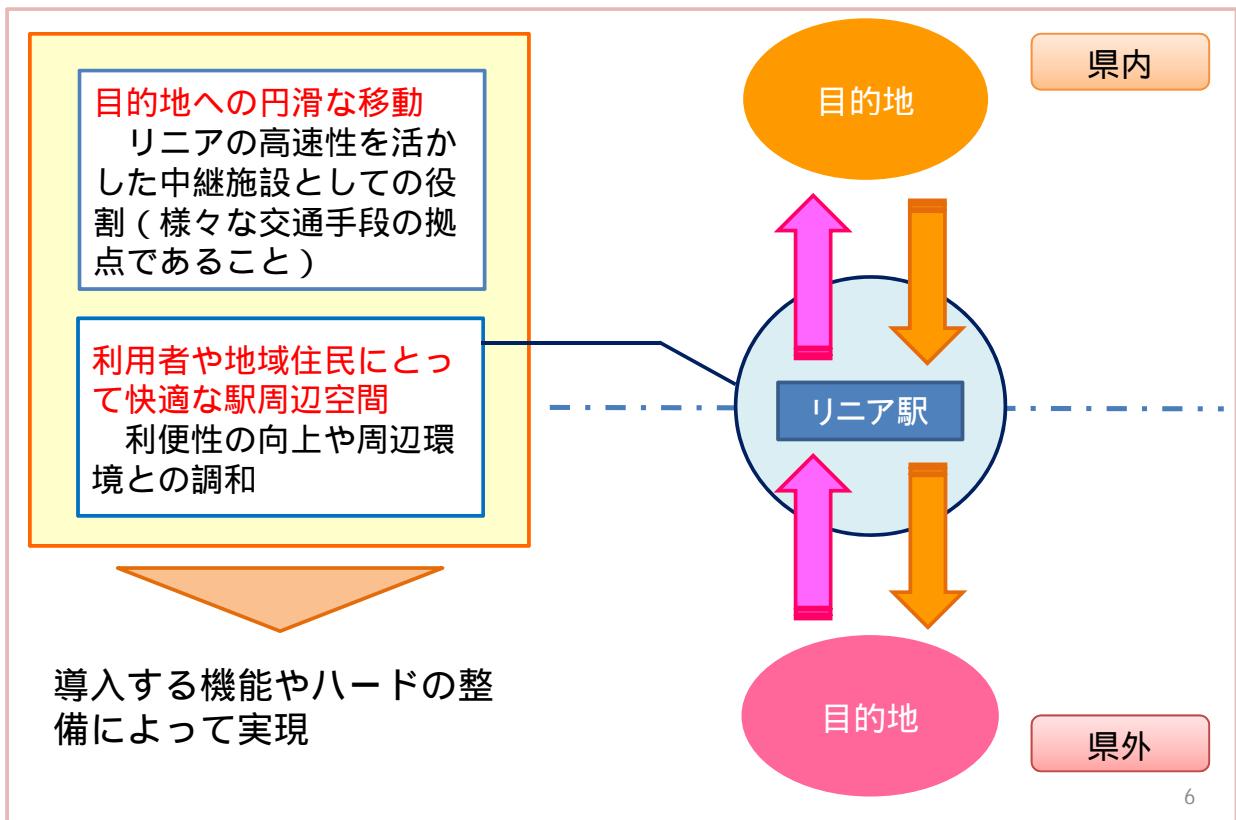 目的地への円滑な移動
　リニアの高速性を活か
した中継施設としての役
割（様々な交通手段の拠
点であること）
利用者や地域住民にとっ
て快適な駅周辺空間
　利便性の向上や周辺環
境との調和
導入する機能やハードの整
備によって実現
県内
目的地
リニア駅
目的地
県外
6